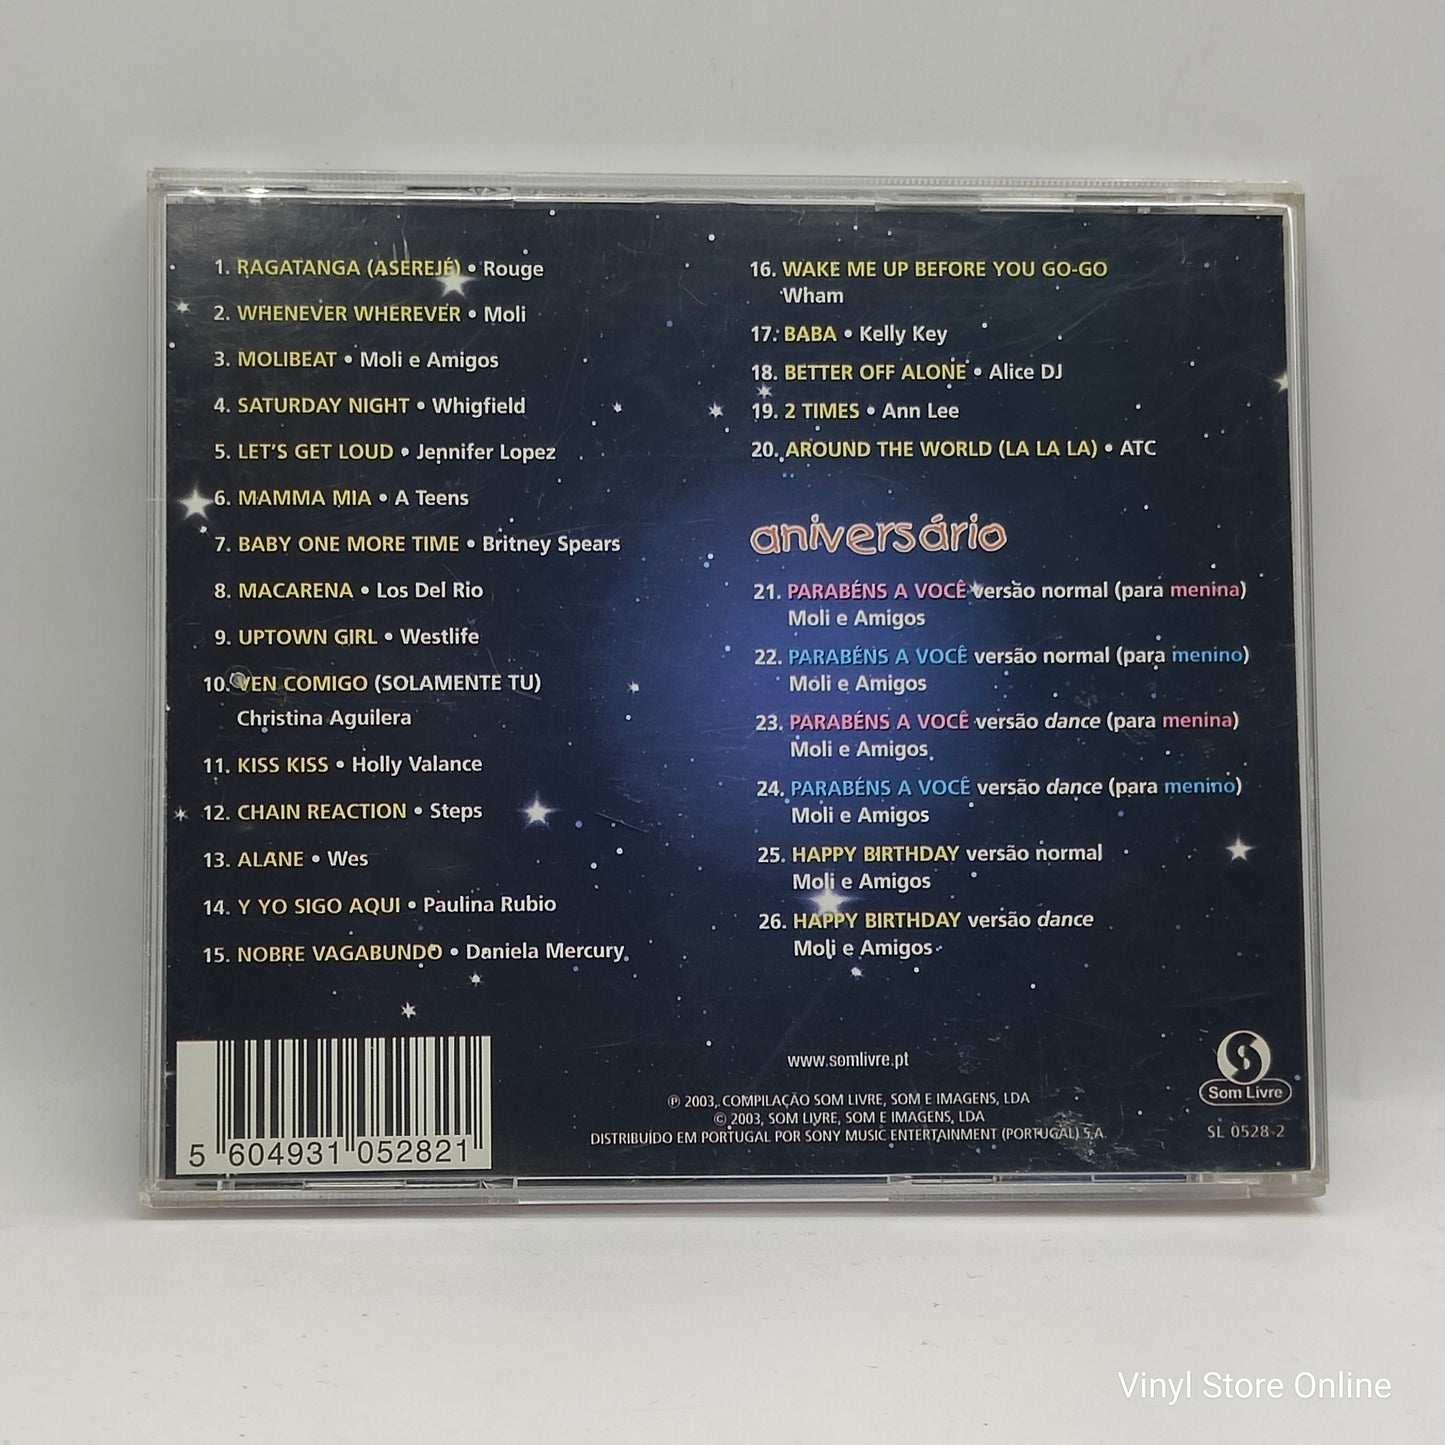 1. RAGATANGA (ASEREJÉ) • Rouge
2. WHENEVER WHEREVER • Moli
3. MOLIBEAT • Moli e Amigos
4. SATURDAY NIGHT • Whigfield
5. LET'S GET LOUD • Jennifer Lopez
6. MAMMA MIA • A Teens
7. BABY ONE MORE TIME • Britney Spears
8. MACARENA • Los Del Rio
9. UPTOWN GIRL • Westlife
10. VEN COMIGO (SOLAMENTE TU)
Christina Aguilera
11. KISS KISS • Holly Valance
12. CHAIN REACTION • Steps
13. ALANE • Wes
14. Y YO SIGO AQUI • Paulina Rubio
15. NOBRE VAGABUNDO • Daniela Mercury
16. WAKE ME UP BEFORE YOU GO-GO
Wham
17. BABA • Kelly Key
18. BETTER OFF ALONE • Alice DJ
19. 2 TIMES • Ann Lee
20. AROUND THE WORLD (LA LA LA) • ATC
aniversário
21. PARABÉNS A VOCÊ versão normal (para menina)
Moli e Amigos
22. PARABÉNS A VOCÊ versão normal (para menino)
Moli e Amigos
23. PARABÉNS A VOCÊ versão dance (para menina)
Moli e Amigos
24. PARABÉNS A VOCÊ versão dance (para menino)
Moli e Amigos
25. HAPPY BIRTHDAY versão normal
Moli e Amigos
26. HAPPY BIRTHDAY versão dance
Moli e Amigos
www.somlivre.pt
℗ 2003, COMPILAÇÃO SOM LIVRE, SOM E IMAGENS, LDA
© 2003, SOM LIVRE, SOM E IMAGENS, LDA
DISTRIBUÍDO EM PORTUGAL POR SONY MUSIC ENTERTAINMENT (PORTUGAL) S.A.
Som Livre
SL 0528-2
5 604931 052821
Vinyl Store Online